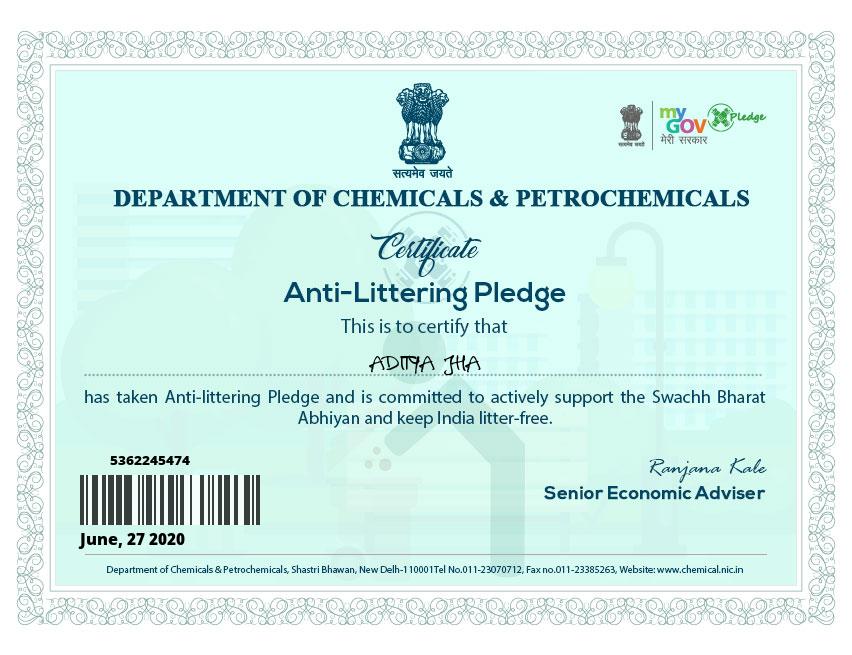 सत्यमेव जयते
सत्यमेव जयते
my
GOV
मेरी सरकार
Pledge
DEPARTMENT OF CHEMICALS & PETROCHEMICALS
Certificate
Anti-Littering Pledge
This is to certify that
ADITYA JHA
has taken Anti-littering Pledge and is committed to actively support the Swachh Bharat
Abhiyan and keep India litter-free.
5362245474
Ranjana Kale
Senior Economic Adviser
June, 27 2020
Department of Chemicals & Petrochemicals, Shastri Bhawan, New Delh-110001Tel No.011-23070712, Fax no.011-23385263, Website: www.chemical.nic.in